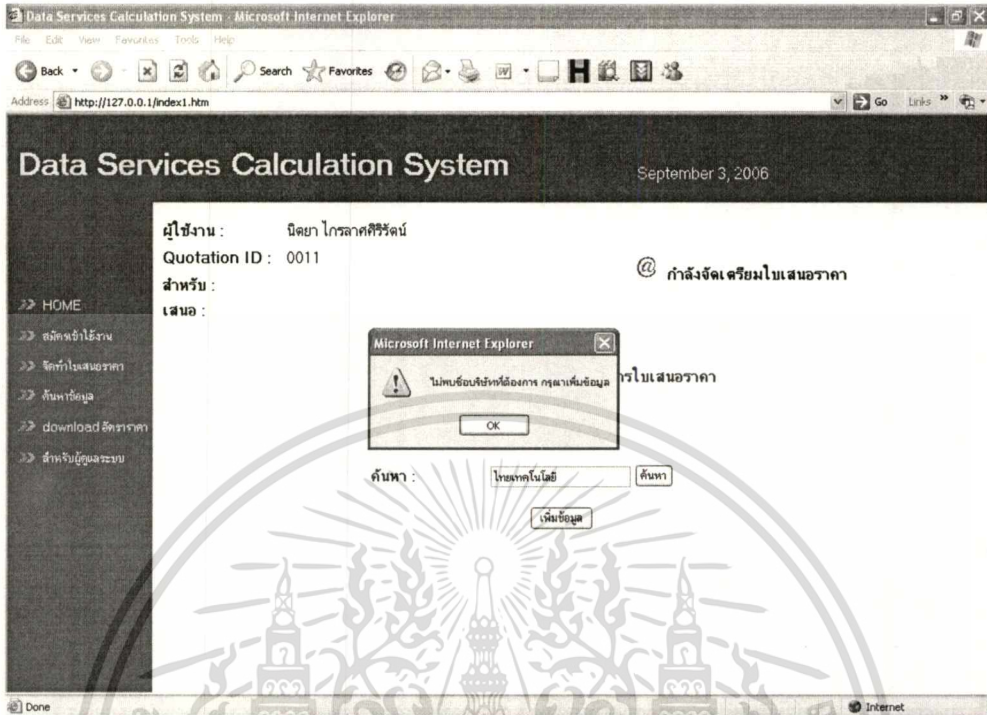 Data Services Calculation System - Microsoft Internet Explorer
File Edit View Favorites Tools Help
Back Search Favorites
Address http://127.0.0.1/index1.htm Go Links
Data Services Calculation System
September 3, 2006
ผู้ใช้งาน : นิตยา ไกรลาศศิริรัตน์
Quotation ID : 0011
@ กำลังจัดเตรียมใบเสนอราคา
สำหรับ :
เสนอ :
>> HOME
>> สมัครเข้าใช้งาน
>> จัดทำใบเสนอราคา
>> ค้นหาข้อมูล
>> download อัตราราคา
>> สำหรับผู้ดูแลระบบ
Microsoft Internet Explorer
ไม่พบชื่อบริษัทที่ต้องการ กรุณาเพิ่มข้อมูล
OK
รใบเสนอราคา
ค้นหา : ไทยเทคโนโลยี ค้นหา
เพิ่มข้อมูล
Done Internet